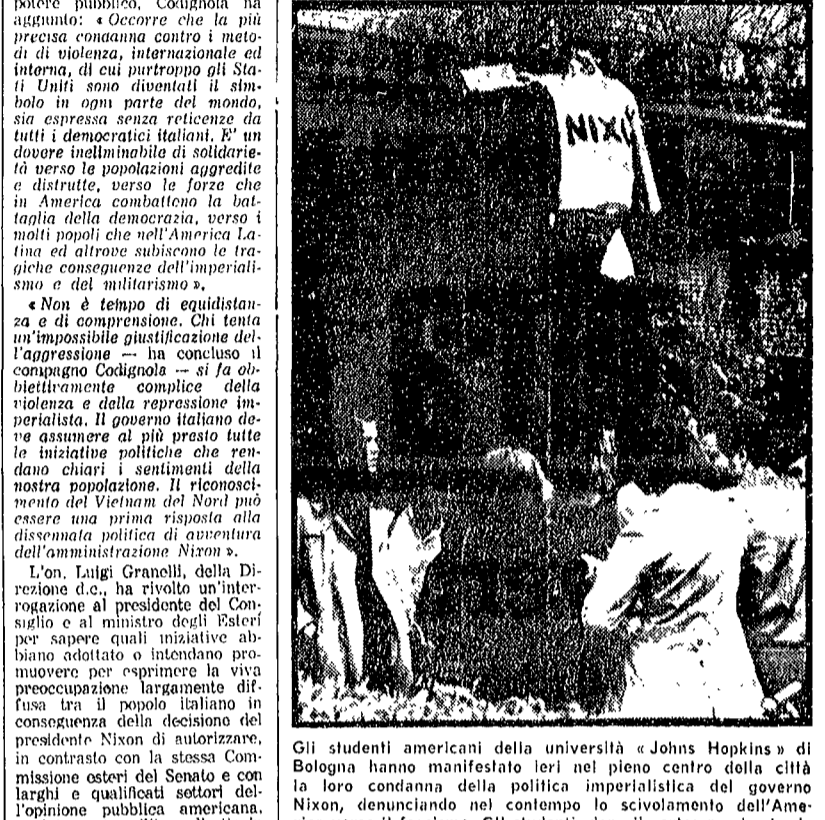 potere pubblico, Codignola ha
aggiunto: « Occorre che la più
precisa condanna contro i meto-
di di violenza, internazionale ed
interna, di cui purtroppo gli Sta-
ti Uniti sono diventati il sim-
bolo in ogni parte del mondo,
sia espressa senza reticenze da
tutti i democratici italiani. E' un
dovere ineliminabile di solidarie-
tà verso le popolazioni aggredite
e distrutte, verso le forze che
in America combattono la bat-
taglia della democrazia, verso i
molti popoli che nell'America La-
tina ed altrove subiscono le tra-
giche conseguenze dell'imperiali-
smo e del militarismo ».
« Non è tempo di equidistan-
za e di comprensione. Chi tenta
un'impossibile giustificazione del-
l'aggressione — ha concluso il
compagno Codignola — si fa ob-
biettivamente complice della
violenza e della repressione im-
perialista. Il governo italiano de-
ve assumere al più presto tutte
le iniziative politiche che ren-
dano chiari i sentimenti della
nostra popolazione. Il riconosci-
mento del Vietnam del Nord può
essere una prima risposta alla
dissennata politica di avventura
dell'amministrazione Nixon ».
L'on. Luigi Granelli, della Di-
rezione d.c., ha rivolto un'inter-
rogazione al presidente del Con-
siglio e al ministro degli Esteri
per sapere quali iniziative ab-
biano adottato o intendano pro-
muovere per esprimere la viva
preoccupazione largamente dif-
fusa tra il popolo italiano in
conseguenza della decisione del
presidente Nixon di autorizzare,
in contrasto con la stessa Com-
missione esteri del Senato e con
larghi e qualificati settori del-
l'opinione pubblica americana,
NIXO
Gli studenti americani della università « Johns Hopkins » di
Bologna hanno manifestato ieri nel pieno centro della città
la loro condanna della politica imperialistica del governo
Nixon, denunciando nel contempo lo scivolamento dell'Ame-